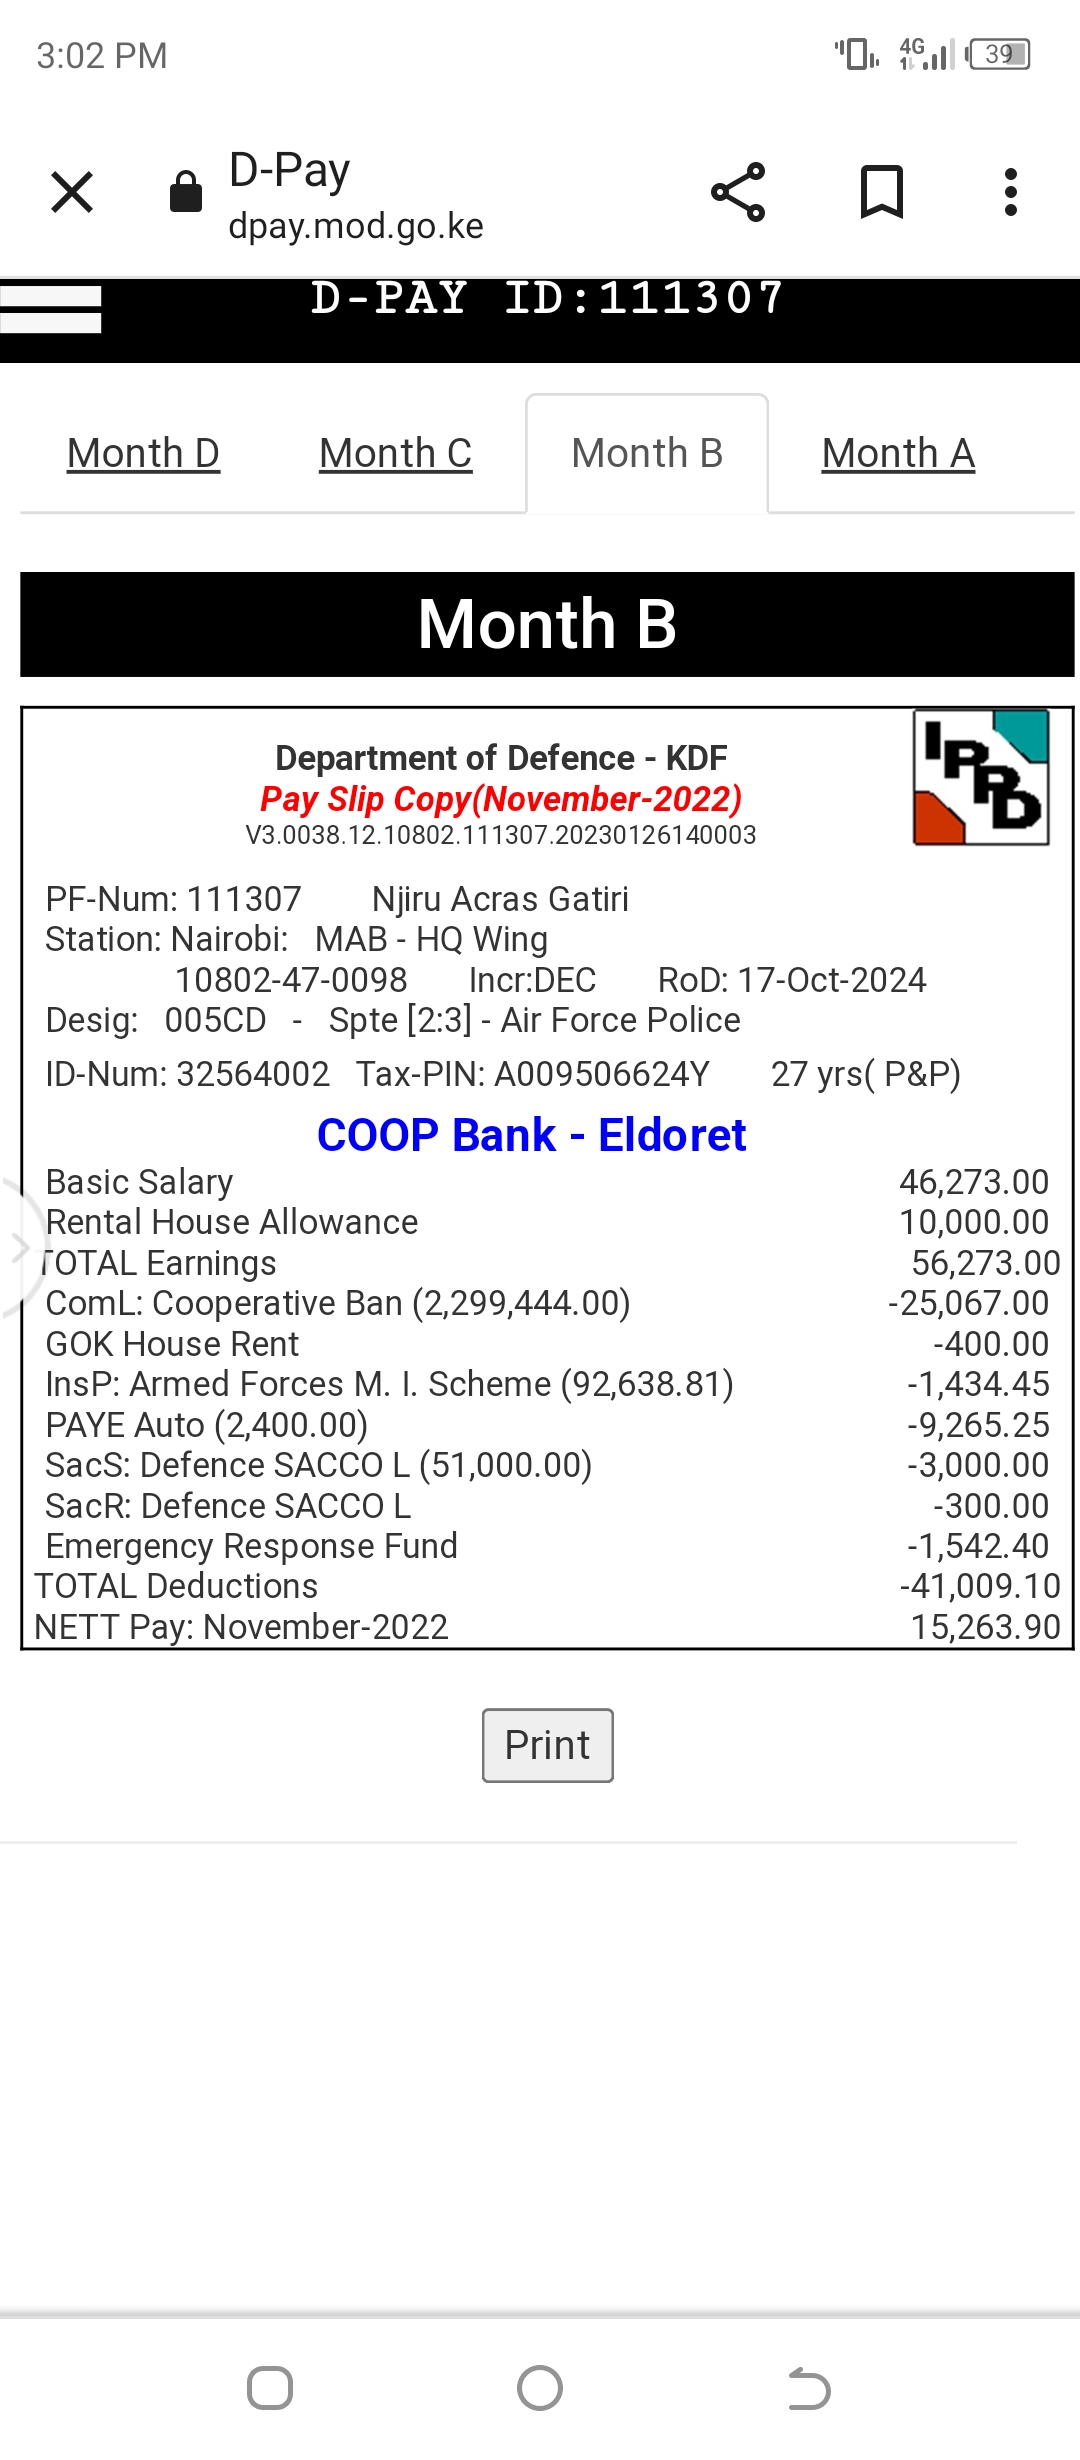 3:02 PM 4G 39
D-Pay
dpay.mod.go.ke
D-PAY ID:111307
Month D Month C Month B Month A
Month B
IPPD
Department of Defence - KDF
Pay Slip Copy(November-2022)
V3.0038.12.10802.111307.20230126140003
PF-Num: 111307 Njiru Acras Gatiri
Station: Nairobi: MAB - HQ Wing
10802-47-0098 Incr:DEC RoD: 17-Oct-2024
Desig: 005CD - Spte [2:3] - Air Force Police
ID-Num: 32564002 Tax-PIN: A009506624Y 27 yrs( P&P)
COOP Bank - Eldoret
Basic Salary 46,273.00
Rental House Allowance 10,000.00
TOTAL Earnings 56,273.00
ComL: Cooperative Ban (2,299,444.00) -25,067.00
GOK House Rent -400.00
InsP: Armed Forces M. I. Scheme (92,638.81) -1,434.45
PAYE Auto (2,400.00) -9,265.25
SacS: Defence SACCO L (51,000.00) -3,000.00
SacR: Defence SACCO L -300.00
Emergency Response Fund -1,542.40
TOTAL Deductions -41,009.10
NETT Pay: November-2022 15,263.90
Print